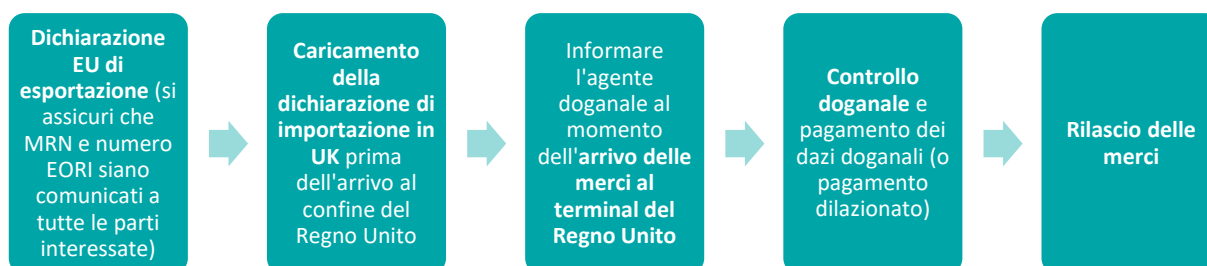 Dichiarazione
EU di
esportazione (si
assicuri che
MRN e numero
EORI siano
comunicati a
tutte le parti
interessate)
Caricamento
della
dichiarazione di
importazione in
UK prima
dell'arrivo al
confine del
Regno Unito
Informare
l'agente
doganale al
momento
dell'arrivo delle
merci al
terminal del
Regno Unito
Controllo
doganale e
pagamento dei
dazi doganali (o
pagamento
dilazionato)
Rilascio delle
merci